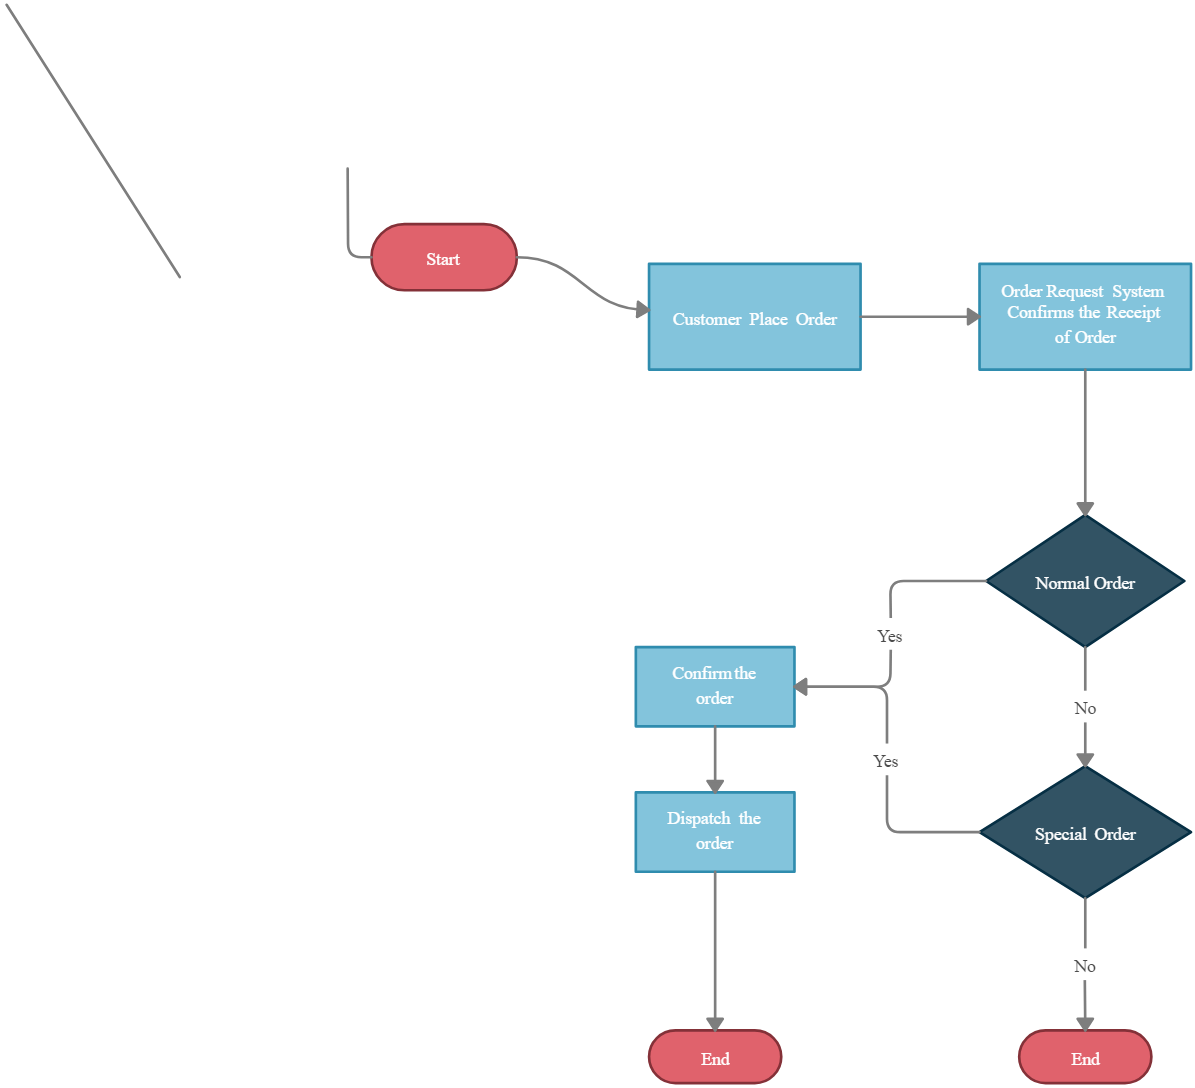 Start
Customer Place Order
Order Request System
Confirms the Receipt
of Order
Normal Order
Yes
Confirm the
order
No
Yes
Dispatch the
order
Special Order
No
End
End